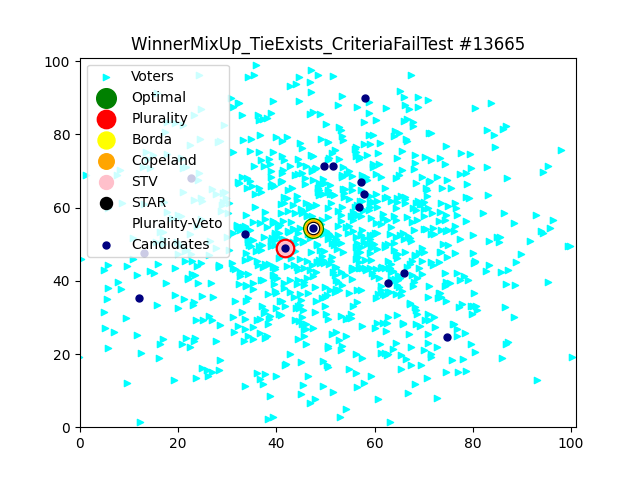 WinnerMixUp_TieExists_CriteriaFailTest #13665
100
80
60
40
20
0
Voters
Optimal
Plurality
Borda
Copeland
STV
STAR
Plurality-Veto
Candidates
0 20 40 60 80 100